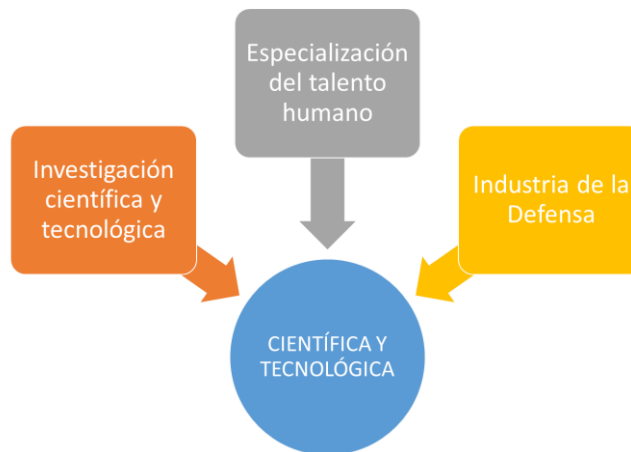 Especialización
del talento
humano
Investigación
científica y
tecnológica
Industria de la
Defensa
CIENTÍFICA Y
TECNOLÓGICA